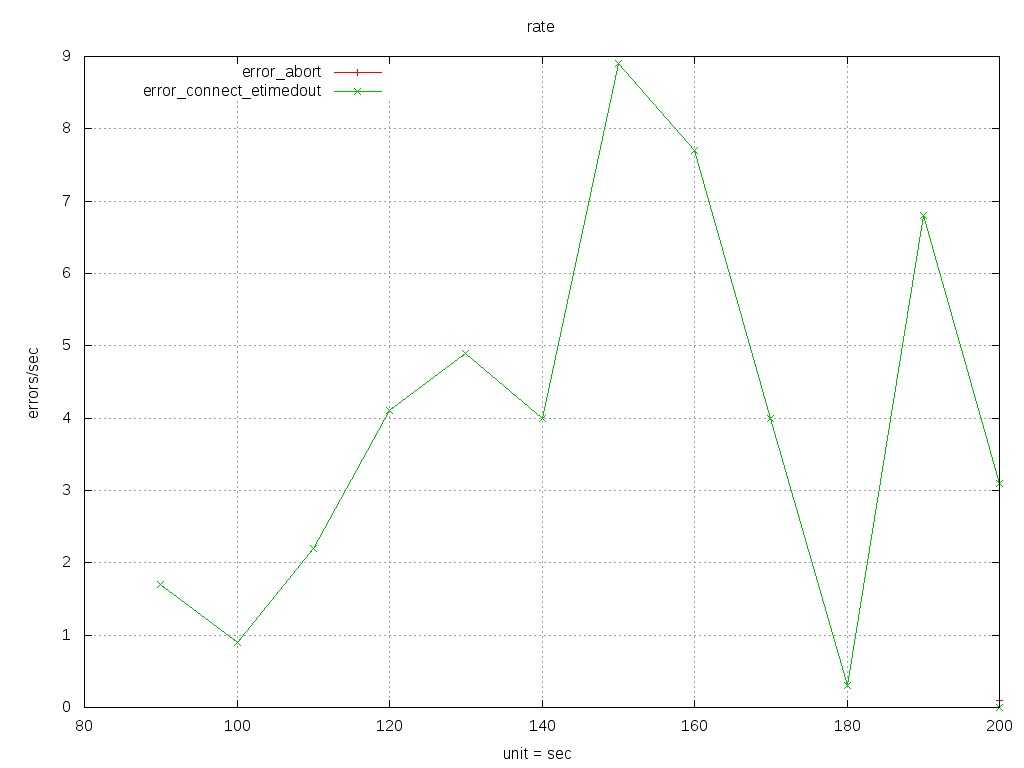 rate
error_abort
error_connect_etimedout
errors/sec
9
8
7
6
5
4
3
2
1
0
80 100 120 140 160 180 200
unit = sec